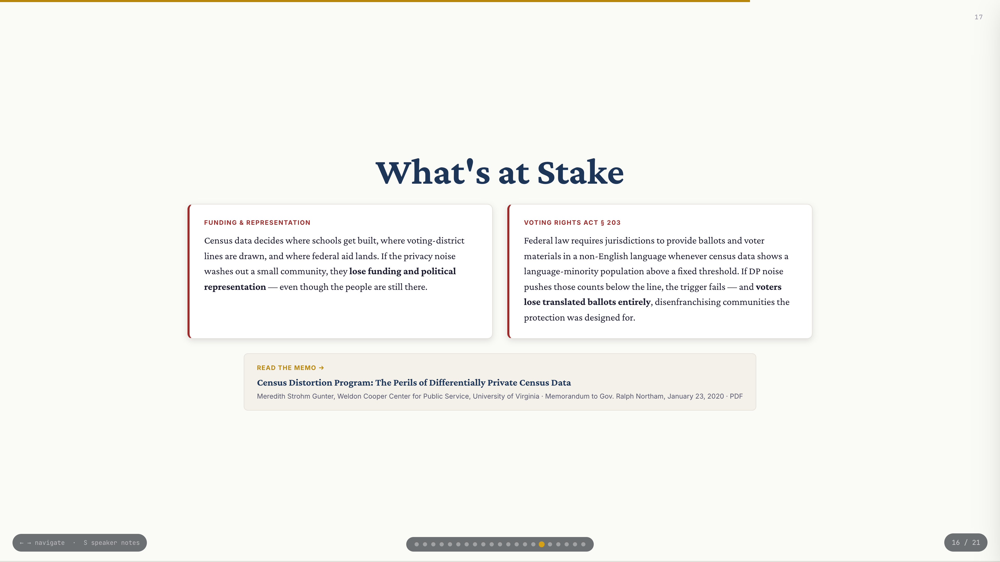 17
What's at Stake
FUNDING & REPRESENTATION
Census data decides where schools get built, where voting-district
lines are drawn, and where federal aid lands. If the privacy noise
washes out a small community, they lose funding and political
representation — even though the people are still there.
VOTING RIGHTS ACT § 203
Federal law requires jurisdictions to provide ballots and voter
materials in a non-English language whenever census data shows a
language-minority population above a fixed threshold. If DP noise
pushes those counts below the line, the trigger fails — and voters
lose translated ballots entirely, disenfranchising communities the
protection was designed for.
READ THE MEMO →
Census Distortion Program: The Perils of Differentially Private Census Data
Meredith Strohm Gunter, Weldon Cooper Center for Public Service, University of Virginia · Memorandum to Gov. Ralph Northam, January 23, 2020 · PDF
← → navigate · S speaker notes
16 / 21